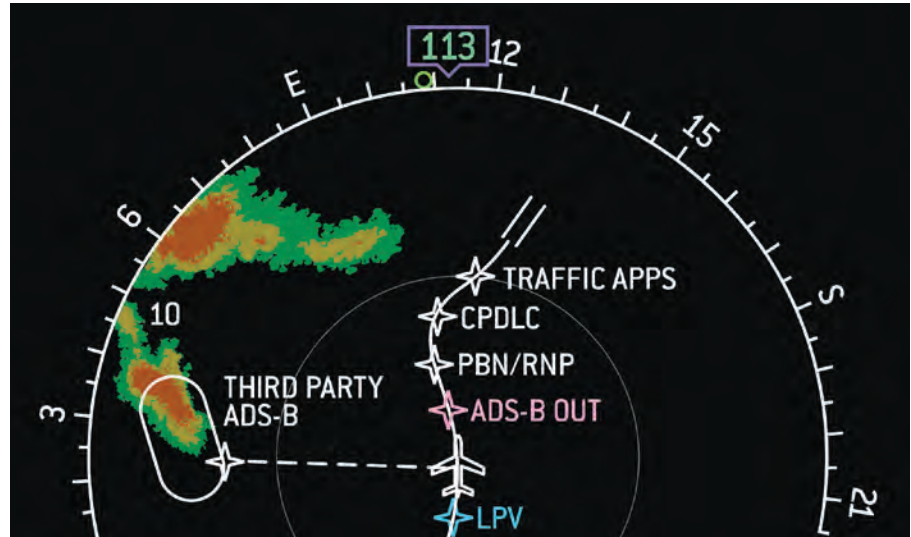 113
12
E
15
6
TRAFFIC APPS
10
CPDLC
S
PBN/RNP
THIRD PARTY
ADS-B
3
ADS-B OUT
21
LPV